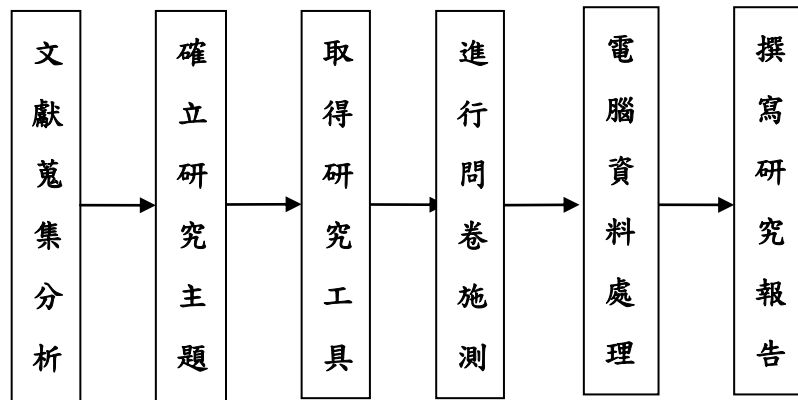 文獻蒐集分析
確立研究主題
取得研究工具
進行問卷施測
電腦資料處理
撰寫研究報告